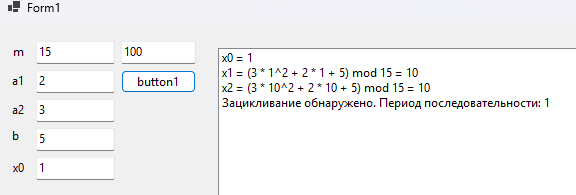 Form1
m 15 100
a1 2 button1
a2 3
b 5
x0 1
x0 = 1
x1 = (3 * 1^2 + 2 * 1 + 5) mod 15 = 10
x2 = (3 * 10^2 + 2 * 10 + 5) mod 15 = 10
Зацикливание обнаружено. Период последовательности: 1